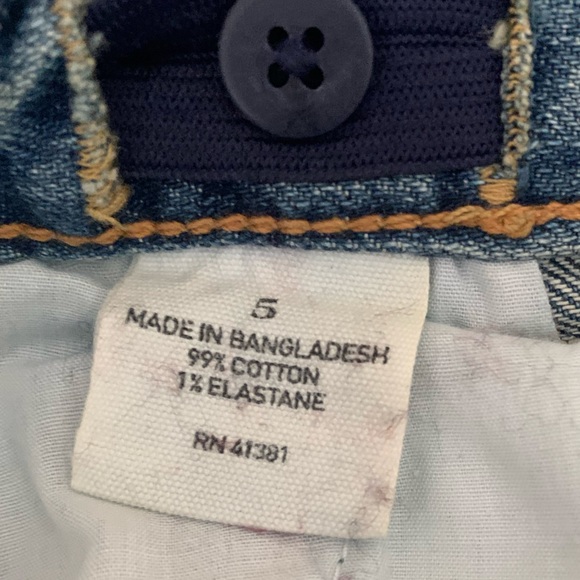 5
MADE IN BANGLADESH
99% COTTON
1% ELASTANE
RN 41381